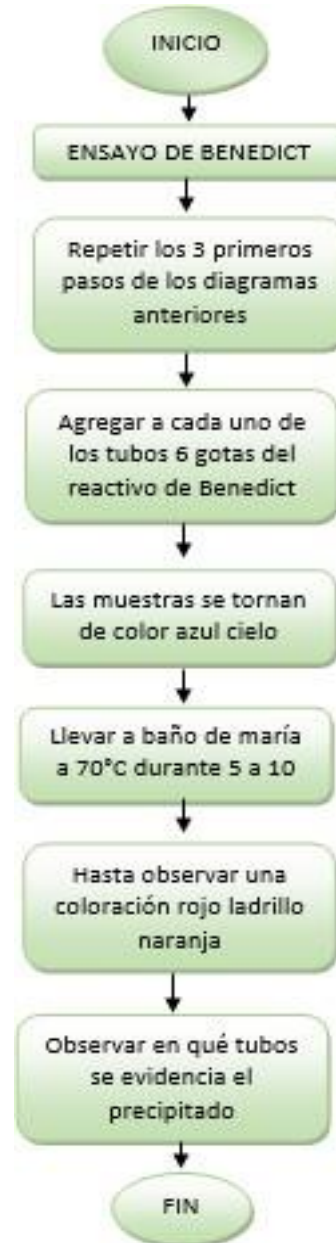 INICIO
ENSAYO DE BENEDICT
Repetir los 3 primeros
pasos de los diagramas
anteriores
Agregar a cada uno de
los tubos 6 gotas del
reactivo de Benedict
Las muestras se tornan
de color azul cielo
Llevar a baño de maría
a 70°C durante 5 a 10
Hasta observar una
coloración rojo ladrillo
naranja
Observar en qué tubos
se evidencia el
precipitado
FIN